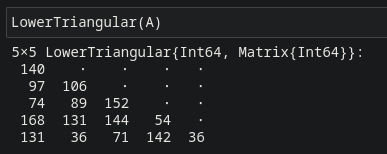 LowerTriangular(A)
5×5 LowerTriangular{Int64, Matrix{Int64}}:
 140    ⋅    ⋅    ⋅   ⋅
  97  106    ⋅    ⋅   ⋅
  74   89  152    ⋅   ⋅
 168  131  144   54   ⋅
 131   36   71  142  36